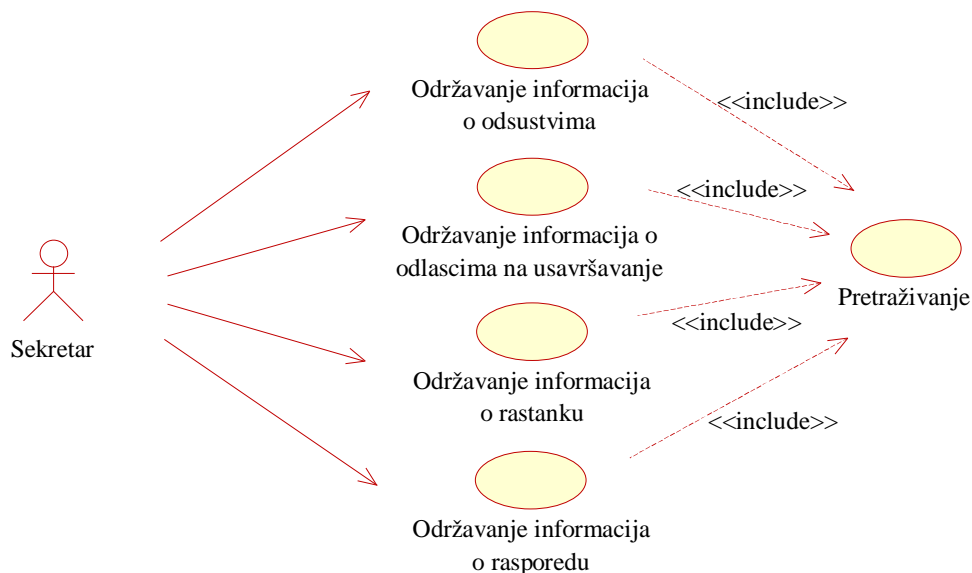 Održavanje informacija
o odsustvima
<<include>>
Održavanje informacija o
odlascima na usavršavanje
<<include>>
Sekretar
Pretraživanje
Održavanje informacija
o rastanku
<<include>>
Održavanje informacija
o rasporedu
<<include>>